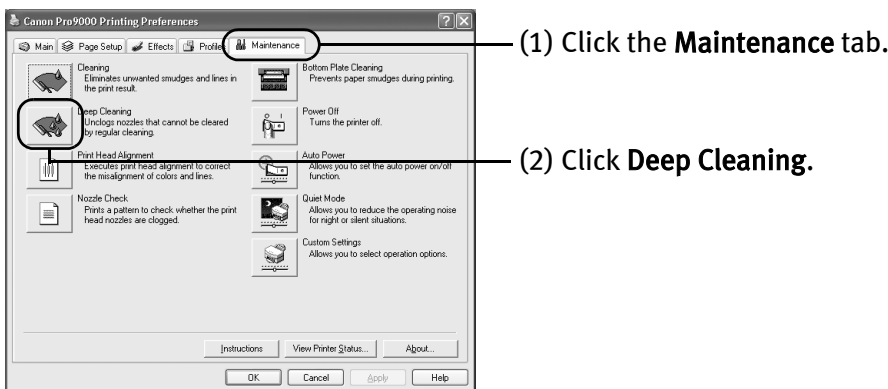 Canon Pro9000 Printing Preferences
Main Page Setup Effects Profiles Maintenance
(1) Click the Maintenance tab.
Cleaning
Eliminates unwanted smudges and lines in
the print result.
Bottom Plate Cleaning
Prevents paper smudges during printing.
Deep Cleaning
Unclogs nozzles that cannot be cleared
by regular cleaning.
Power Off
Turns the printer off.
(2) Click Deep Cleaning.
Print Head Alignment
Executes print head alignment to correct
the misalignment of colors and lines.
Auto Power
Allows you to set the auto power on/off
function.
Nozzle Check
Prints a pattern to check whether the print
head nozzles are clogged.
Quiet Mode
Allows you to reduce the operating noise
for night or silent situations.
Custom Settings
Allows you to select operation options.
Instructions View Printer Status... About...
OK Cancel Apply Help